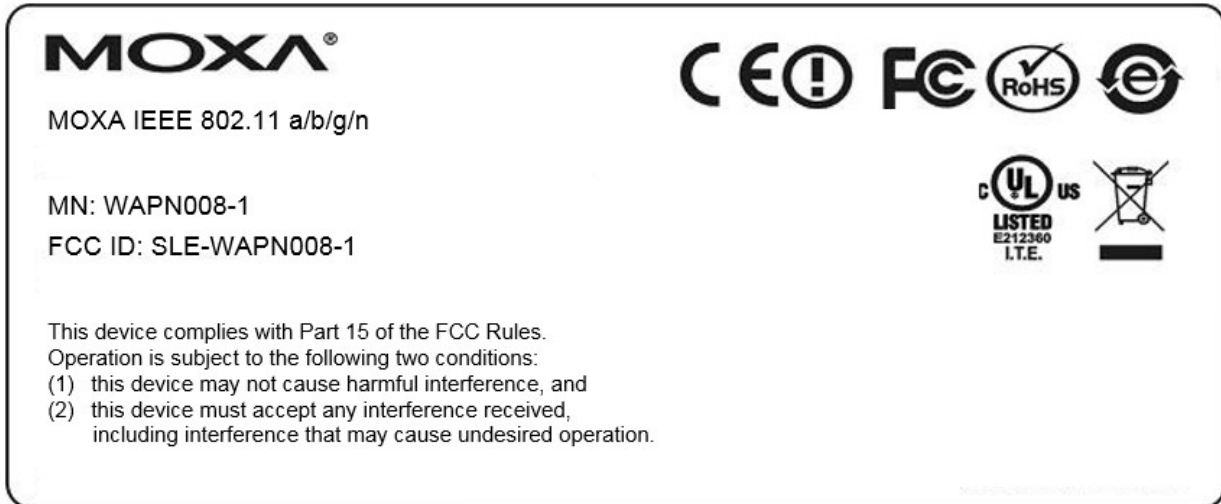 MOXA®
MOXA IEEE 802.11 a/b/g/n
MN: WAPN008-1
FCC ID: SLE-WAPN008-1
This device complies with Part 15 of the FCC Rules.
Operation is subject to the following two conditions:
(1) this device may not cause harmful interference, and
(2) this device must accept any interference received,
including interference that may cause undesired operation.
CE FC RoHS e
C UL US
LISTED
E212360
I.T.E.